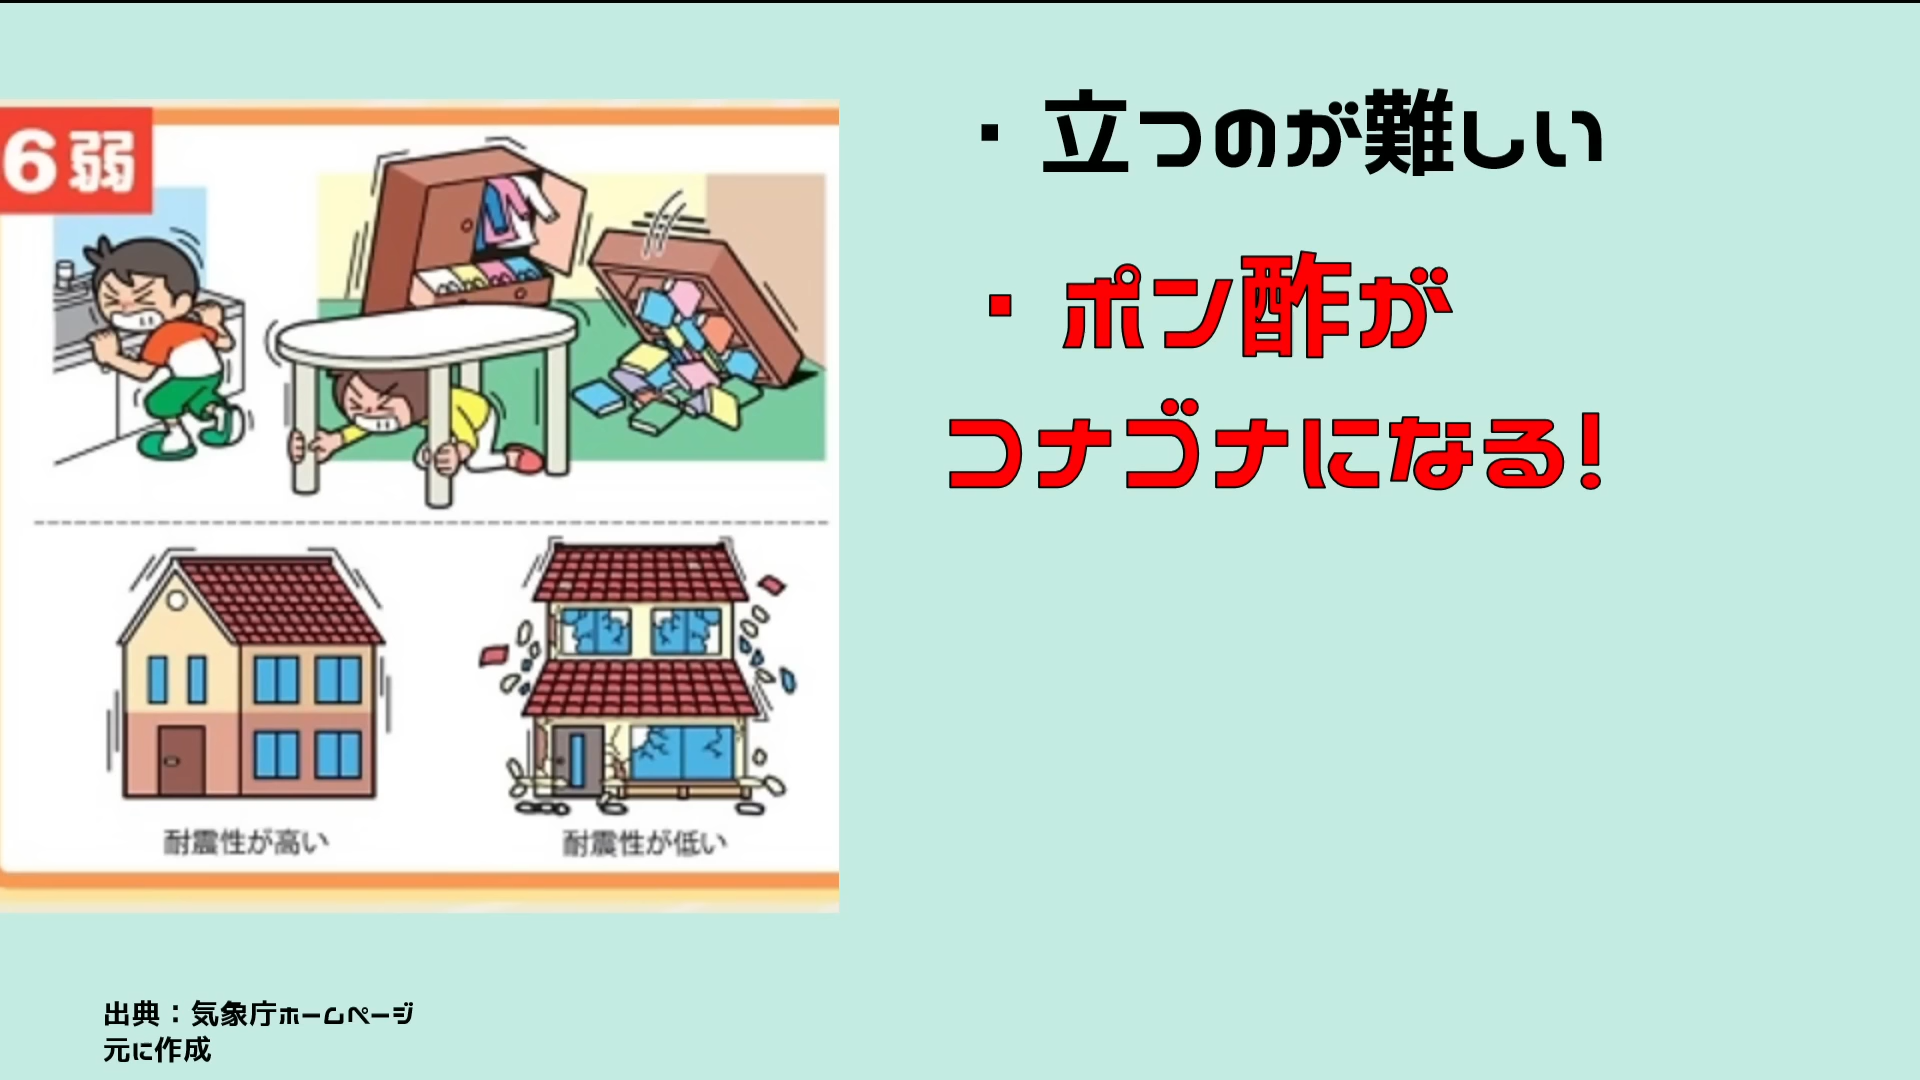 6弱
耐震性が高い
耐震性が低い
・立つのが難しい
・ポン酢が
コナゴナになる!
出典：気象庁ホームページ
元に作成